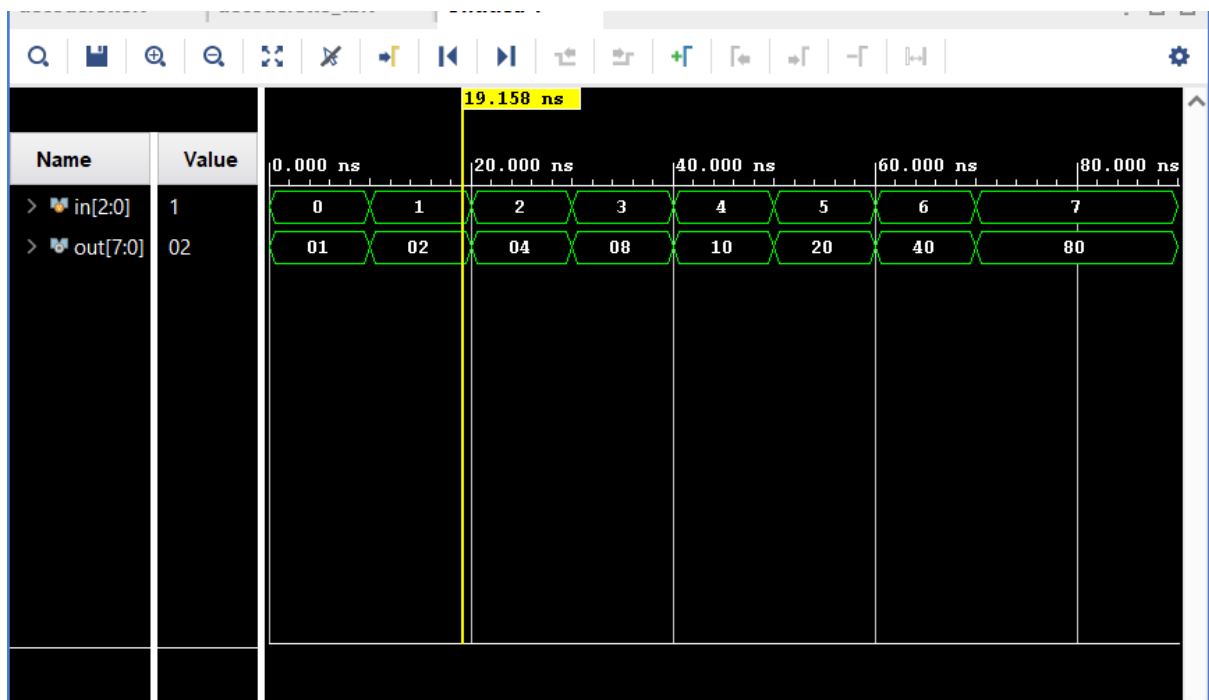 19.158 ns
Name Value 0.000 ns 20.000 ns 40.000 ns 60.000 ns 80.000 ns
in[2:0] 1 0 1 2 3 4 5 6 7
out[7:0] 02 01 02 04 08 10 20 40 80